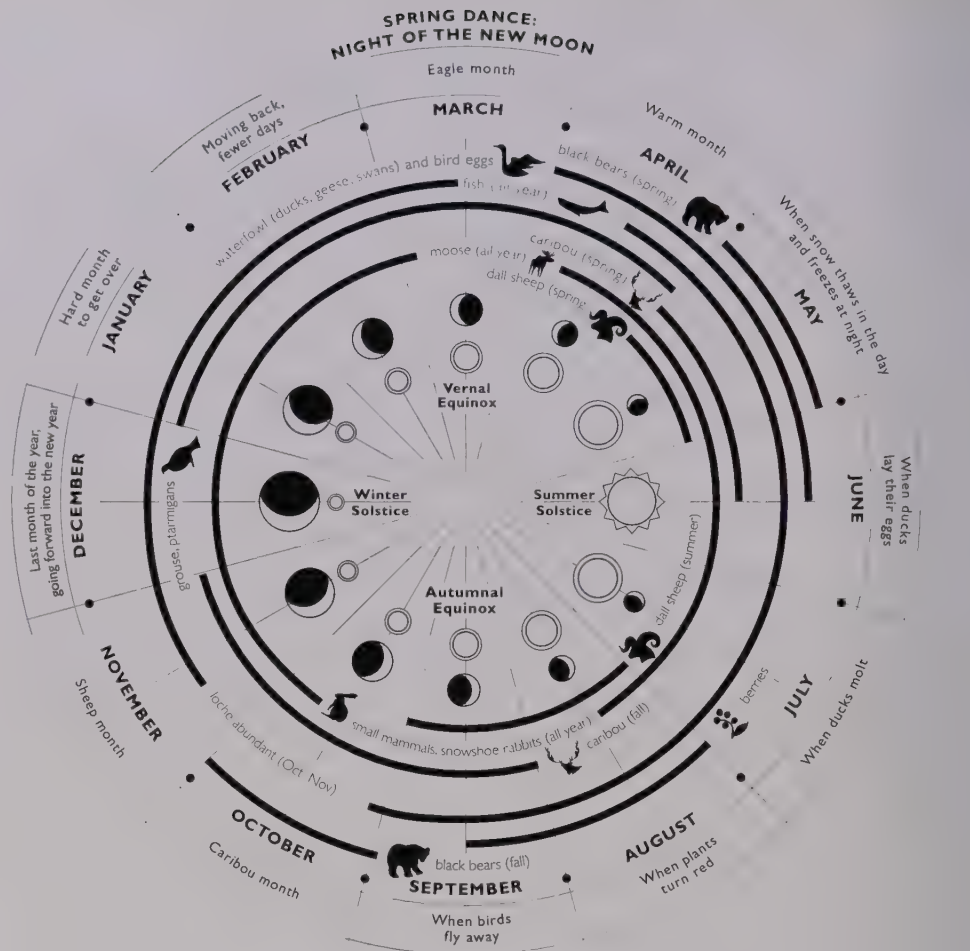 SPRING DANCE:
NIGHT OF THE NEW MOON
Eagle month
MARCH
Warm month
APRIL
When snow thaws in the day
and freezes at night
MAY
When ducks
lay their eggs
JUNE
When ducks molt
JULY
When plants
turn red
AUGUST
When birds
fly away
SEPTEMBER
Caribou month
OCTOBER
Sheep month
NOVEMBER
Last month of the year,
going forward into the new year
DECEMBER
Hard month
to get over
JANUARY
Moving back,
fewer days
FEBRUARY
waterfowl (ducks, geese, swans) and bird eggs
black bears (spring)
fish (all year)
moose (all year)
caribou (spring)
dall sheep (spring
Vernal
Equinox
Winter
Solstice
Summer
Solstice
Autumnal
Equinox
grouse, ptarmigans
dall sheep (summer)
berries
caribou (fall)
small mammals, snowshoe rabbits (all year)
loche abundant (Oct Nov)
black bears (fall)